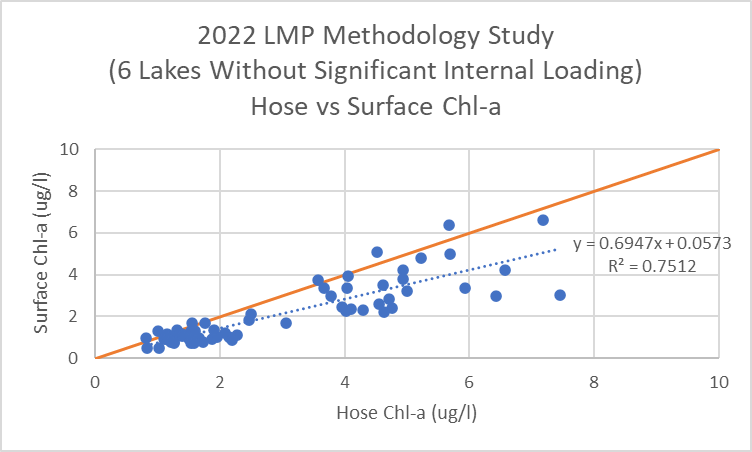 2022 LMP Methodology Study
(6 Lakes Without Significant Internal Loading)
Hose vs Surface Chl-a
10
8
6
4
2
0
Surface Chl-a (ug/l)
y = 0.6947x + 0.0573
R² = 0.7512
0 2 4 6 8 10
Hose Chl-a (ug/l)